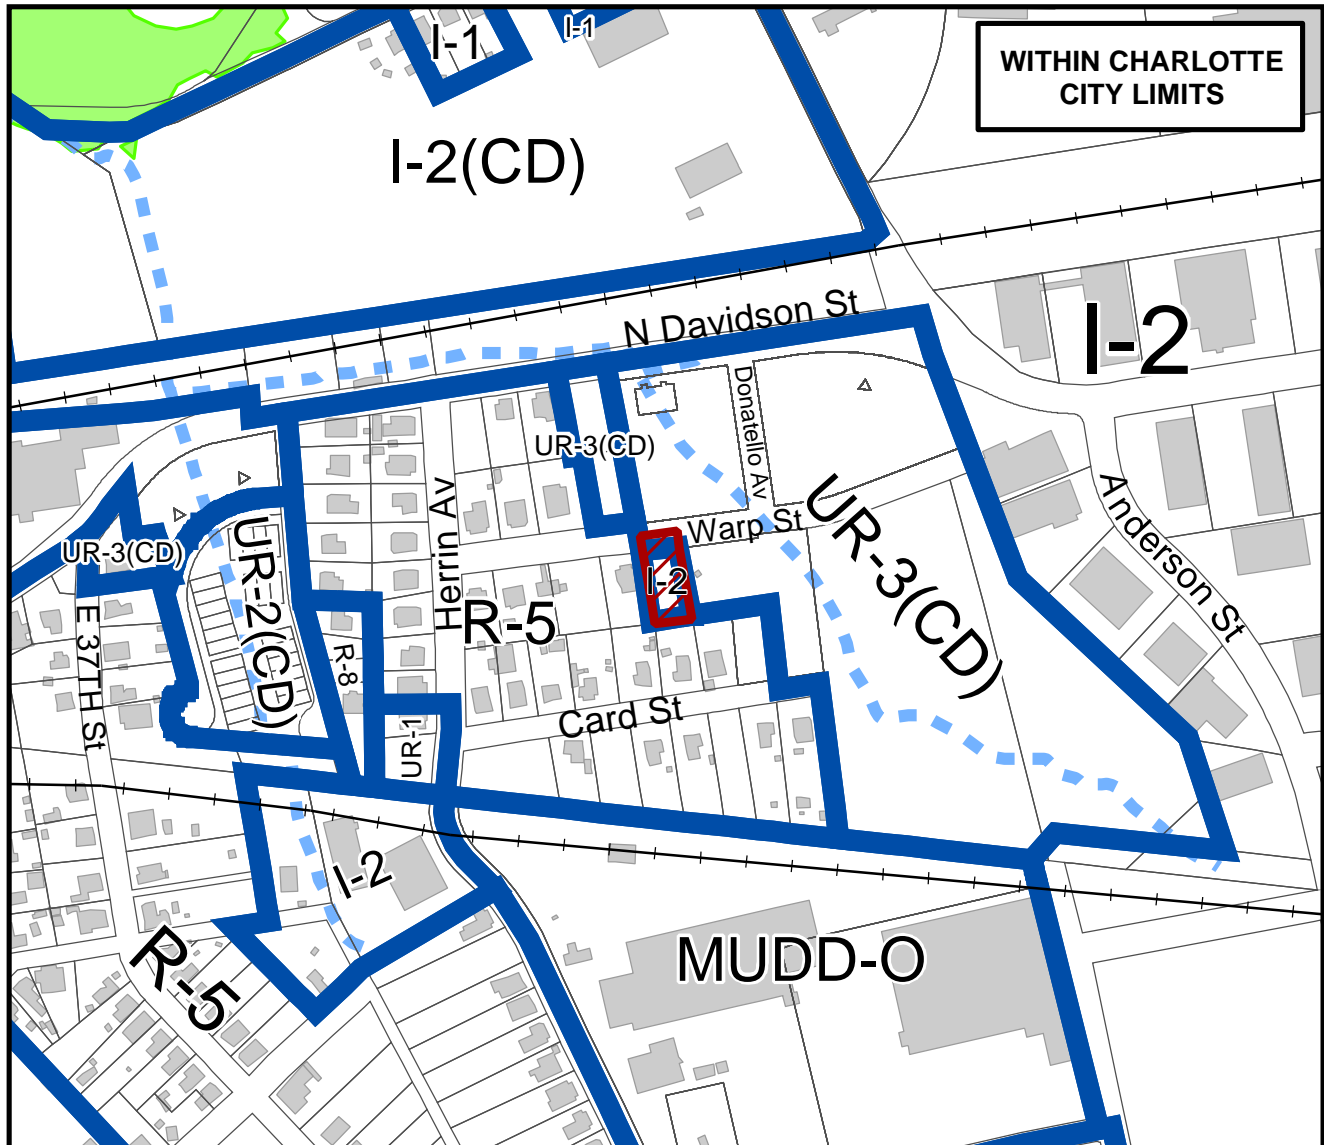 I-1
I-1
WITHIN CHARLOTTE
CITY LIMITS
I-2(CD)
N Davidson St
I-2
Donatello Av
UR-3(CD)
Herrin Av
Warp St
UR-3(CD)
Anderson St
UR-3(CD)
UR-2(CD)
I-2
R-5
E 37TH St
R-8
Card St
UR-1
I-2
MUDD-O
R-5